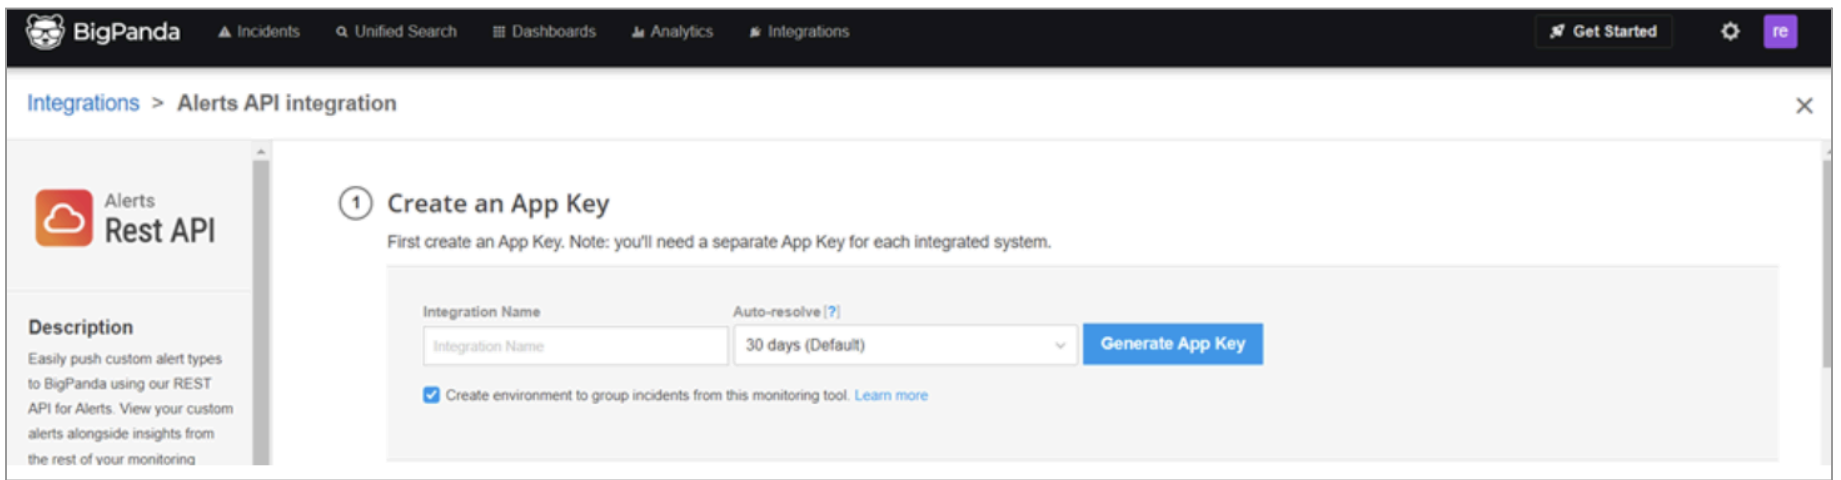 BigPanda Incidents Unified Search Dashboards Analytics Integrations Get Started re
Integrations > Alerts API integration
Alerts
Rest API
Description
Easily push custom alert types
to BigPanda using our REST
API for Alerts. View your custom
alerts alongside insights from
the rest of your monitoring
1 Create an App Key
First create an App Key. Note: you'll need a separate App Key for each integrated system.
Integration Name Auto-resolve [?]
Integration Name 30 days (Default) Generate App Key
Create environment to group incidents from this monitoring tool. Learn more